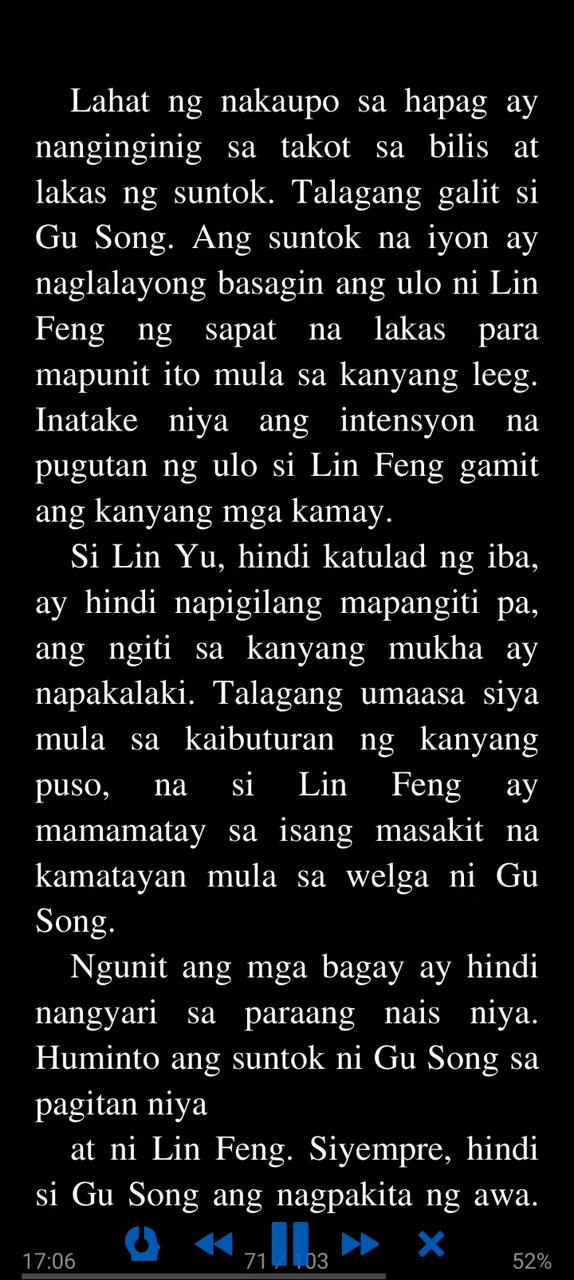 Lahat ng nakaupo sa hapag ay
nanginginig sa takot sa bilis at
lakas ng suntok. Talagang galit si
Gu Song. Ang suntok na iyon ay
naglalayong basagin ang ulo ni Lin
Feng ng sapat na lakas para
mapunit ito mula sa kanyang leeg.
Inatake niya ang intensyon na
pugutan ng ulo si Lin Feng gamit
ang kanyang mga kamay.
Si Lin Yu, hindi katulad ng iba,
ay hindi napigilang mapangiti pa,
ang ngiti sa kanyang mukha ay
napakalaki. Talagang umaasa siya
mula sa kaibuturan ng kanyang
puso, na si Lin Feng ay
mamamatay sa isang masakit na
kamatayan mula sa welga ni Gu
Song.
Ngunit ang mga bagay ay hindi
nangyari sa paraang nais niya.
Huminto ang suntok ni Gu Song sa
pagitan niya
at ni Lin Feng. Siyempre, hindi
si Gu Song ang nagpakita ng awa.
17:06 71 / 103 52%